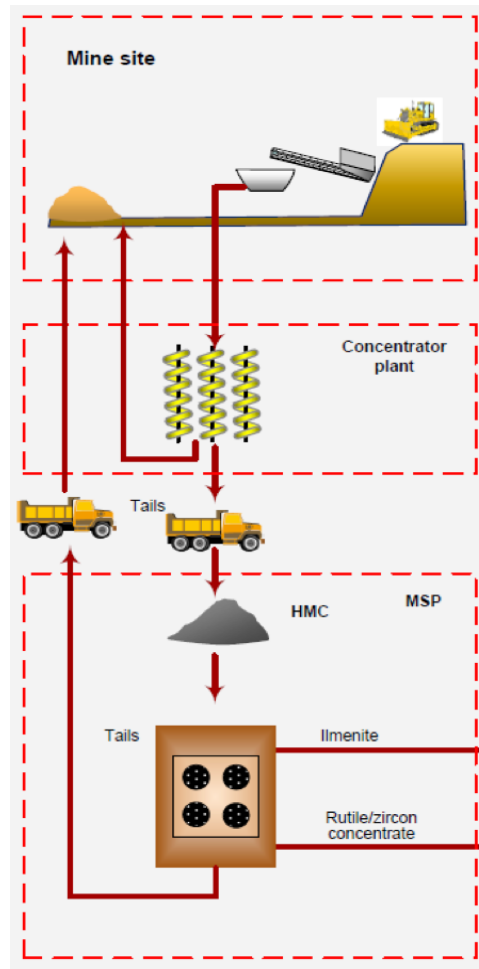 Mine site
Concentrator
plant
Tails
HMC
MSP
Tails
Ilmenite
Rutile/zircon
concentrate